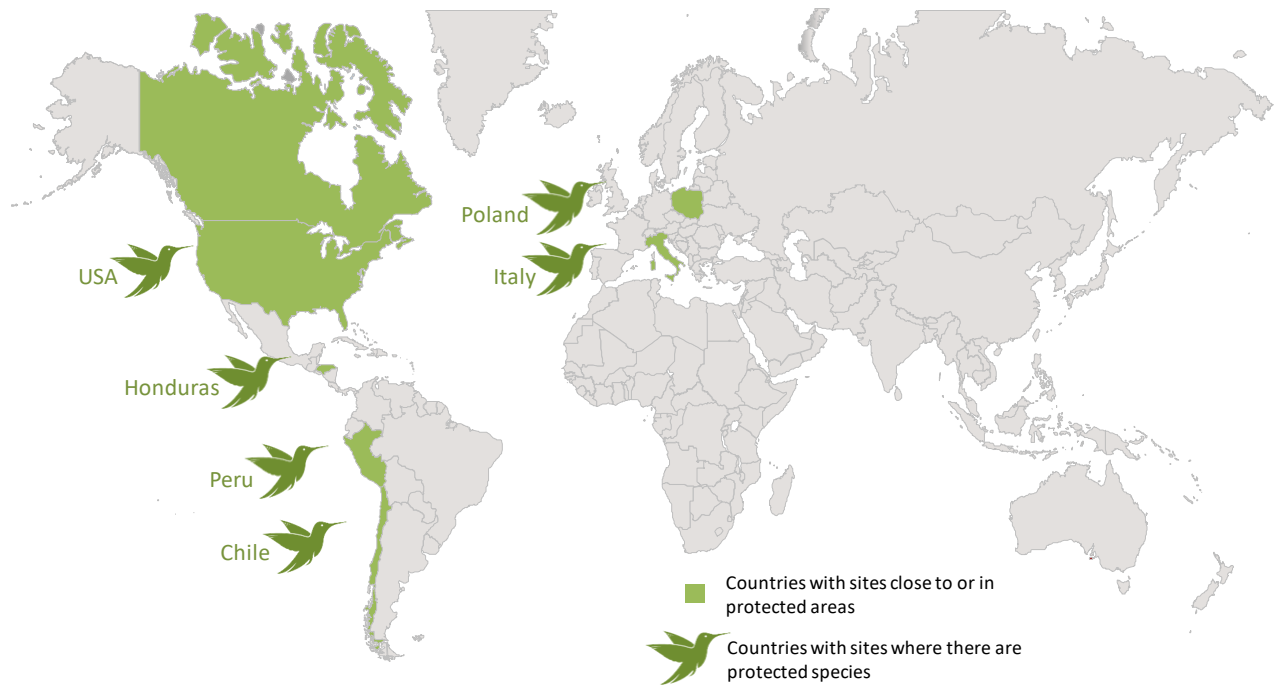 Poland
USA
Italy
Honduras
Peru
Chile
Countries with sites close to or in
protected areas
Countries with sites where there are
protected species